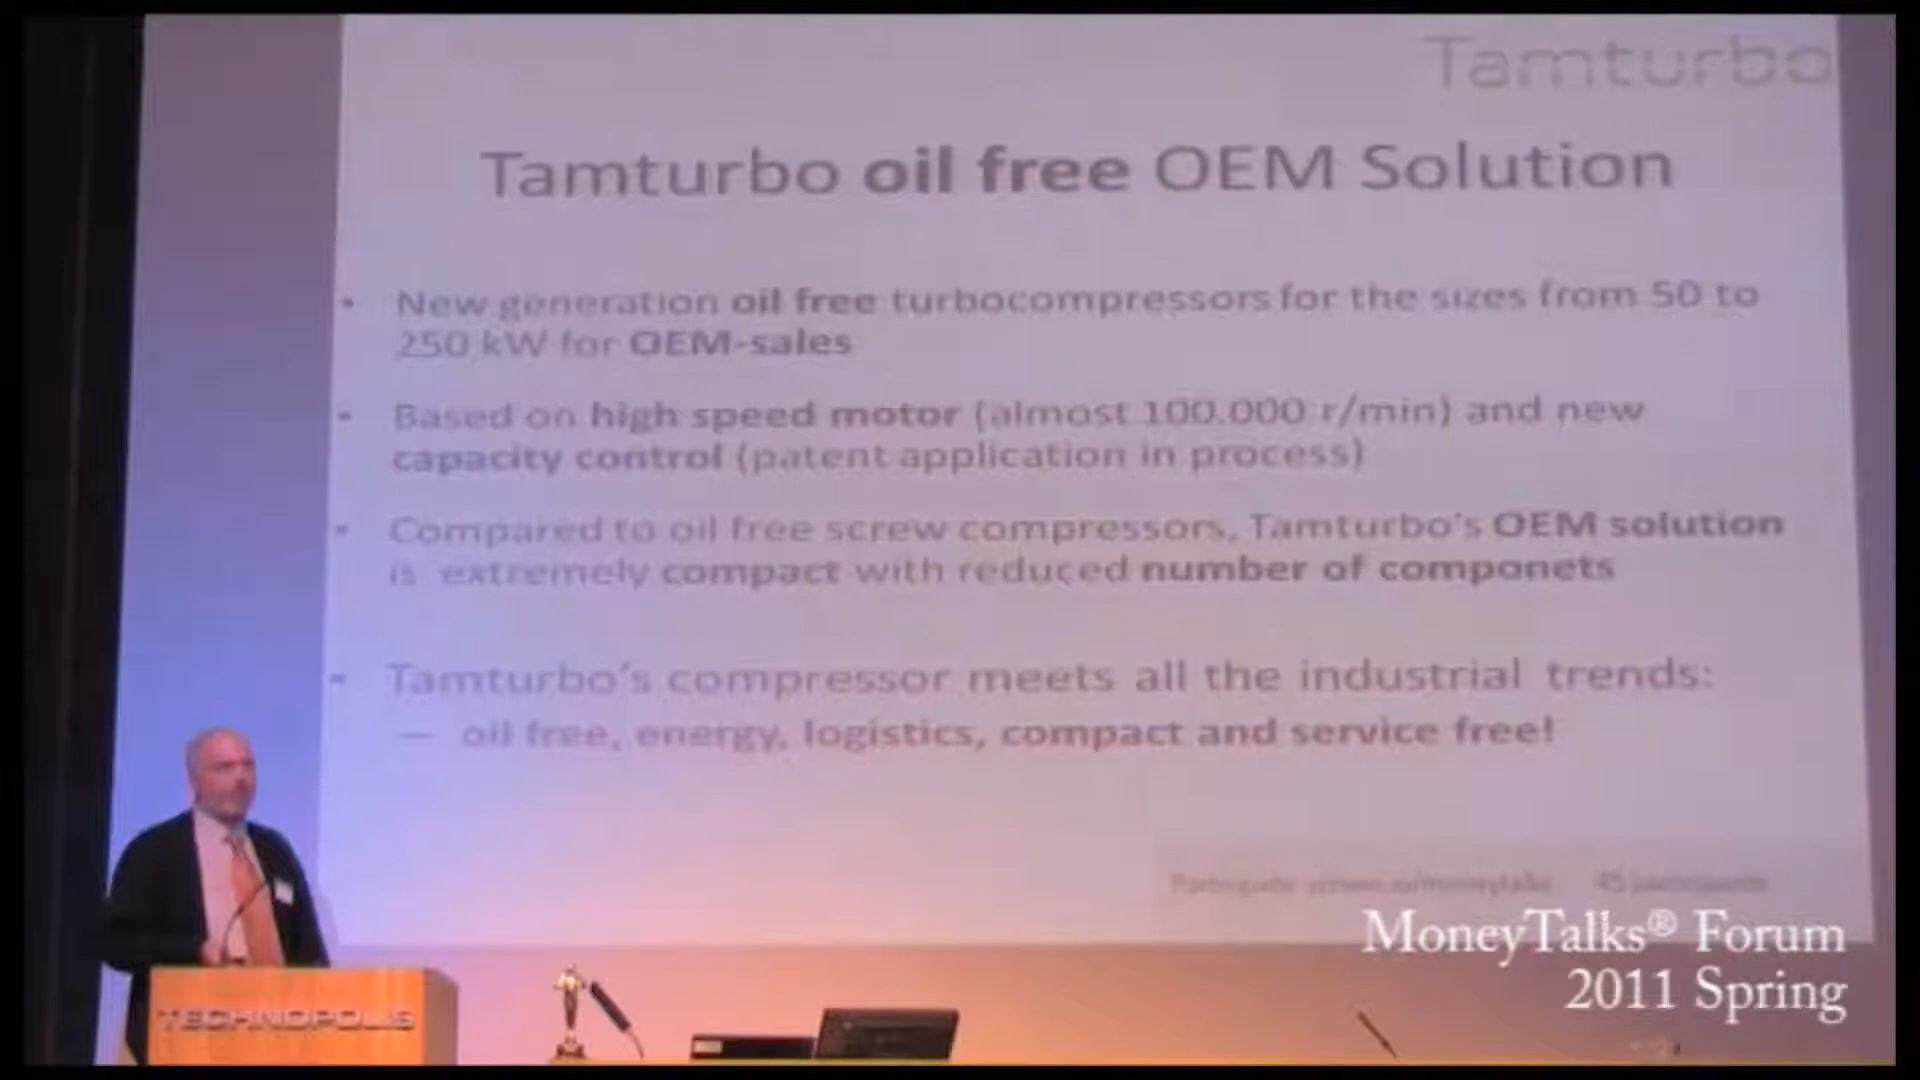 Tamturbo
Tamturbo oil free OEM Solution
• New generation oil free turbocompressors for the sizes from 50 to
250 kW for OEM-sales
• Based on high speed motor (almost 100.000 r/min) and new
capacity control (patent application in process)
• Compared to oil free screw compressors, Tamturbo's OEM solution
is extremely compact with reduced number of componets
• Tamturbo's compressor meets all the industrial trends:
— oil free, energy, logistics, compact and service free!
45 participants
MoneyTalks® Forum
2011 Spring
TECHNOPOLIS